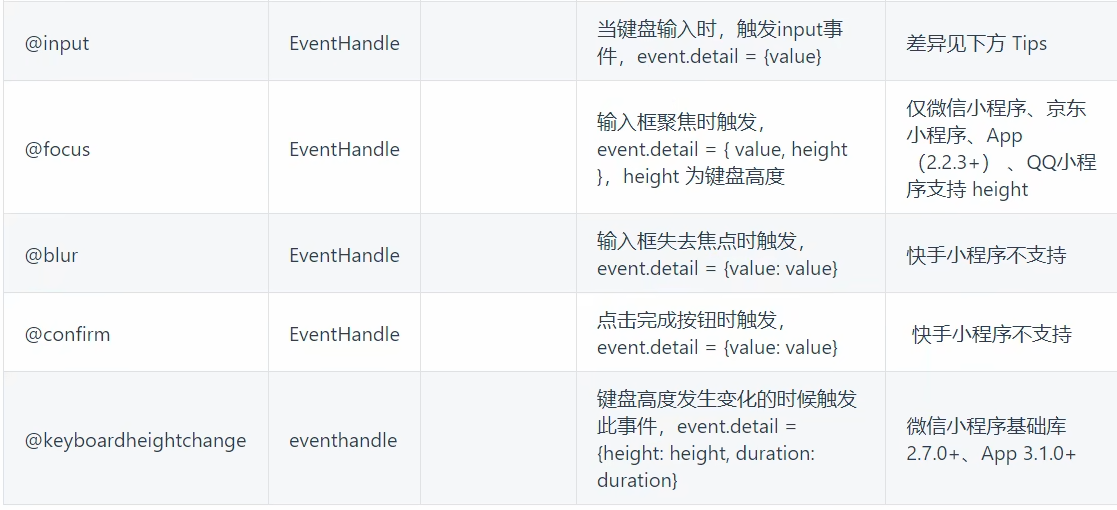 @input
EventHandle
当键盘输入时，触发input事
件，event.detail = {value}
差异见下方 Tips
@focus
EventHandle
输入框聚焦时触发，
event.detail = { value, height
}，height 为键盘高度
仅微信小程序、京东
小程序、App
（2.2.3+） 、QQ小程
序支持 height
@blur
EventHandle
输入框失去焦点时触发，
event.detail = {value: value}
快手小程序不支持
@confirm
EventHandle
点击完成按钮时触发，
event.detail = {value: value}
快手小程序不支持
@keyboardheightchange
eventhandle
键盘高度发生变化的时候触发
此事件，event.detail =
{height: height, duration:
duration}
微信小程序基础库
2.7.0+、App 3.1.0+